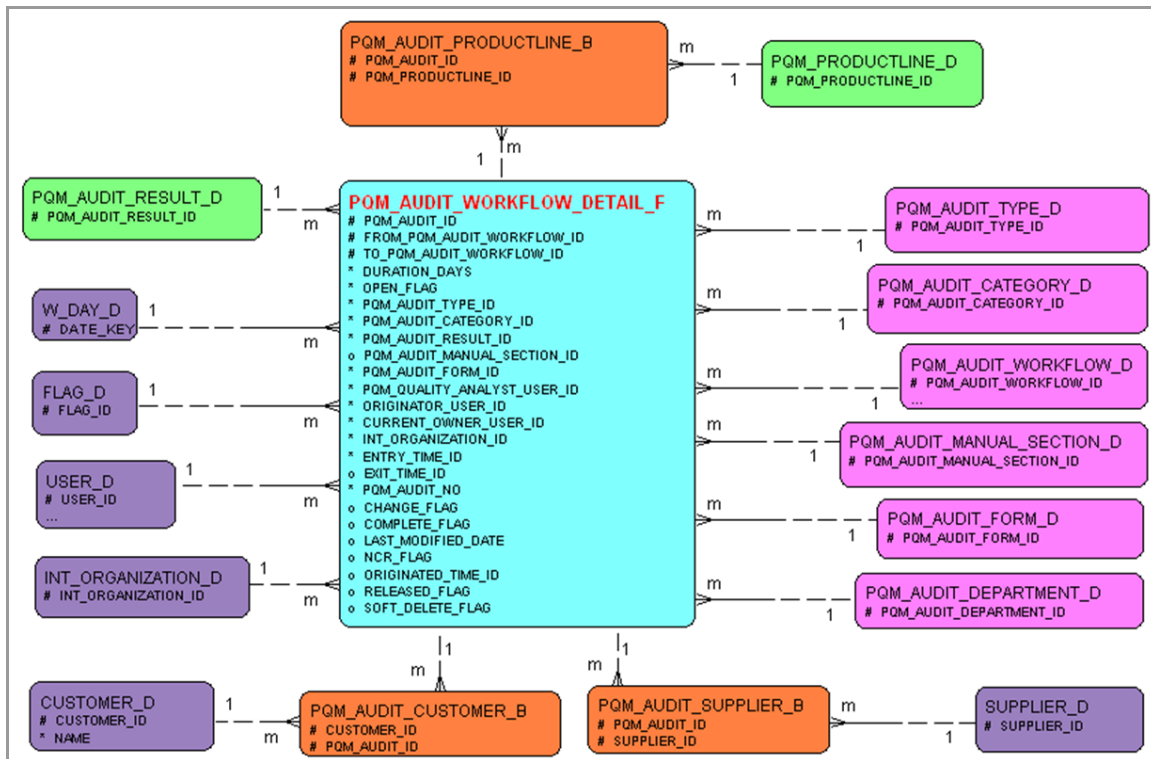 PQM_AUDIT_PRODUCTLINE_B
# PQM_AUDIT_ID
# PQM_PRODUCTLINE_ID
m
1
PQM_PRODUCTLINE_D
# PQM_PRODUCTLINE_ID
1
m
PQM_AUDIT_RESULT_D
# PQM_AUDIT_RESULT_ID
1
m
W_DAY_D
# DATE_KEY
1
m
FLAG_D
# FLAG_ID
1
m
USER_D
# USER_ID
...
1
m
INT_ORGANIZATION_D
# INT_ORGANIZATION_ID
1
m
PQM_AUDIT_WORKFLOW_DETAIL_F
# PQM_AUDIT_ID
# FROM_PQM_AUDIT_WORKFLOW_ID
# TO_PQM_AUDIT_WORKFLOW_ID
* DURATION_DAYS
* OPEN_FLAG
* PQM_AUDIT_TYPE_ID
* PQM_AUDIT_CATEGORY_ID
* PQM_AUDIT_RESULT_ID
o PQM_AUDIT_MANUAL_SECTION_ID
* PQM_AUDIT_FORM_ID
* PQM_QUALITY_ANALYST_USER_ID
* ORIGINATOR_USER_ID
* CURRENT_OWNER_USER_ID
* INT_ORGANIZATION_ID
* ENTRY_TIME_ID
o EXIT_TIME_ID
* PQM_AUDIT_NO
o CHANGE_FLAG
o COMPLETE_FLAG
o LAST_MODIFIED_DATE
o NCR_FLAG
o ORIGINATED_TIME_ID
o RELEASED_FLAG
o SOFT_DELETE_FLAG
m
1
PQM_AUDIT_TYPE_D
# PQM_AUDIT_TYPE_ID
m
1
PQM_AUDIT_CATEGORY_D
# PQM_AUDIT_CATEGORY_ID
m
1
PQM_AUDIT_WORKFLOW_D
# PQM_AUDIT_WORKFLOW_ID
...
m
1
PQM_AUDIT_MANUAL_SECTION_D
# PQM_AUDIT_MANUAL_SECTION_ID
m
1
PQM_AUDIT_FORM_D
# PQM_AUDIT_FORM_ID
m
1
PQM_AUDIT_DEPARTMENT_D
# PQM_AUDIT_DEPARTMENT_ID
1
m
1
m
CUSTOMER_D
# CUSTOMER_ID
* NAME
1
m
PQM_AUDIT_CUSTOMER_B
# CUSTOMER_ID
# PQM_AUDIT_ID
PQM_AUDIT_SUPPLIER_B
# PQM_AUDIT_ID
# SUPPLIER_ID
m
1
SUPPLIER_D
# SUPPLIER_ID